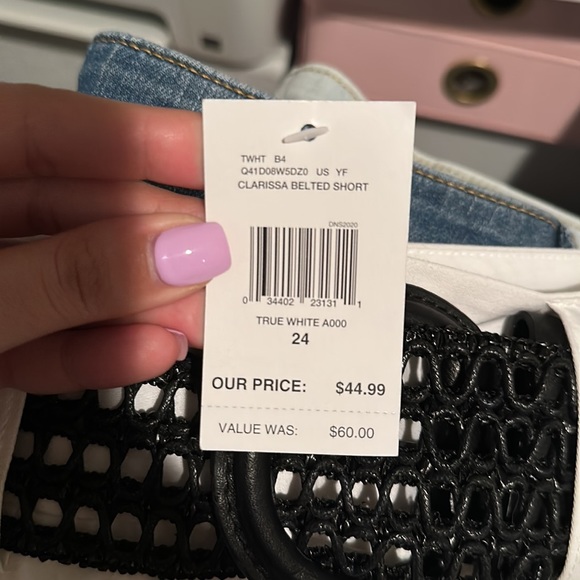 TWHT B4
Q41D08W5DZ0 US YF
CLARISSA BELTED SHORT
DNS2020
0 34402 23131 1
TRUE WHITE A000
24
OUR PRICE: $44.99
VALUE WAS: $60.00